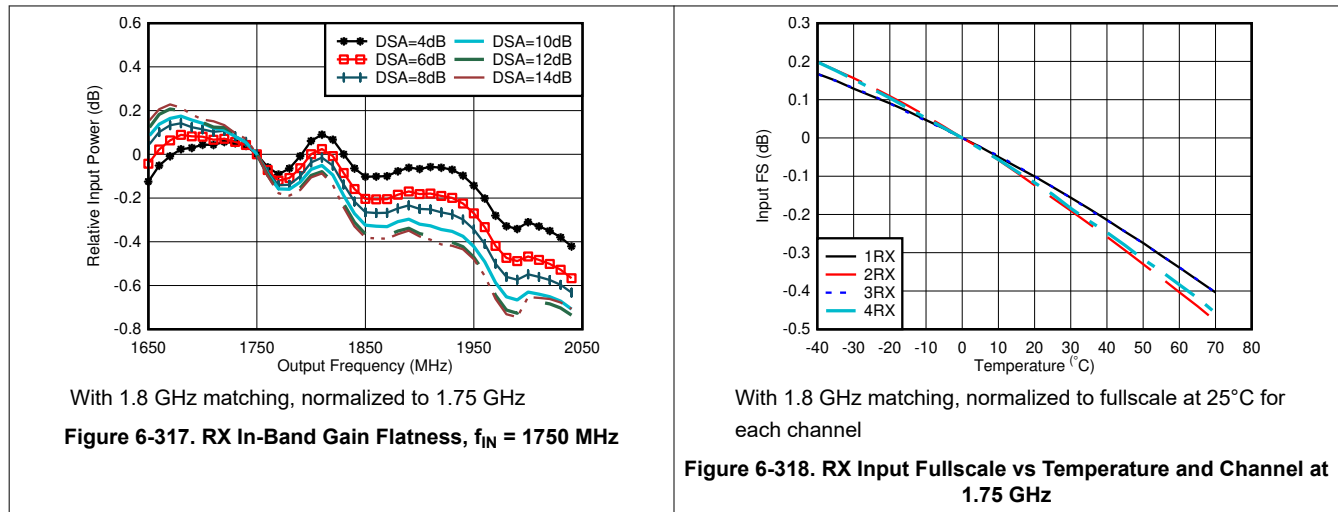 0.6
0.4
0.2
0
-0.2
-0.4
-0.6
-0.8
Relative Input Power (dB)
DSA=4dB
DSA=6dB
DSA=8dB
DSA=10dB
DSA=12dB
DSA=14dB
1650 1750 1850 1950 2050
Output Frequency (MHz)
With 1.8 GHz matching, normalized to 1.75 GHz
Figure 6-317. RX In-Band Gain Flatness, fIN = 1750 MHz
0.3
0.2
0.1
0
-0.1
-0.2
-0.3
-0.4
-0.5
Input FS (dB)
1RX
2RX
3RX
4RX
-40 -30 -20 -10 0 10 20 30 40 50 60 70 80
Temperature (°C)
With 1.8 GHz matching, normalized to fullscale at 25°C for
each channel
Figure 6-318. RX Input Fullscale vs Temperature and Channel at
1.75 GHz